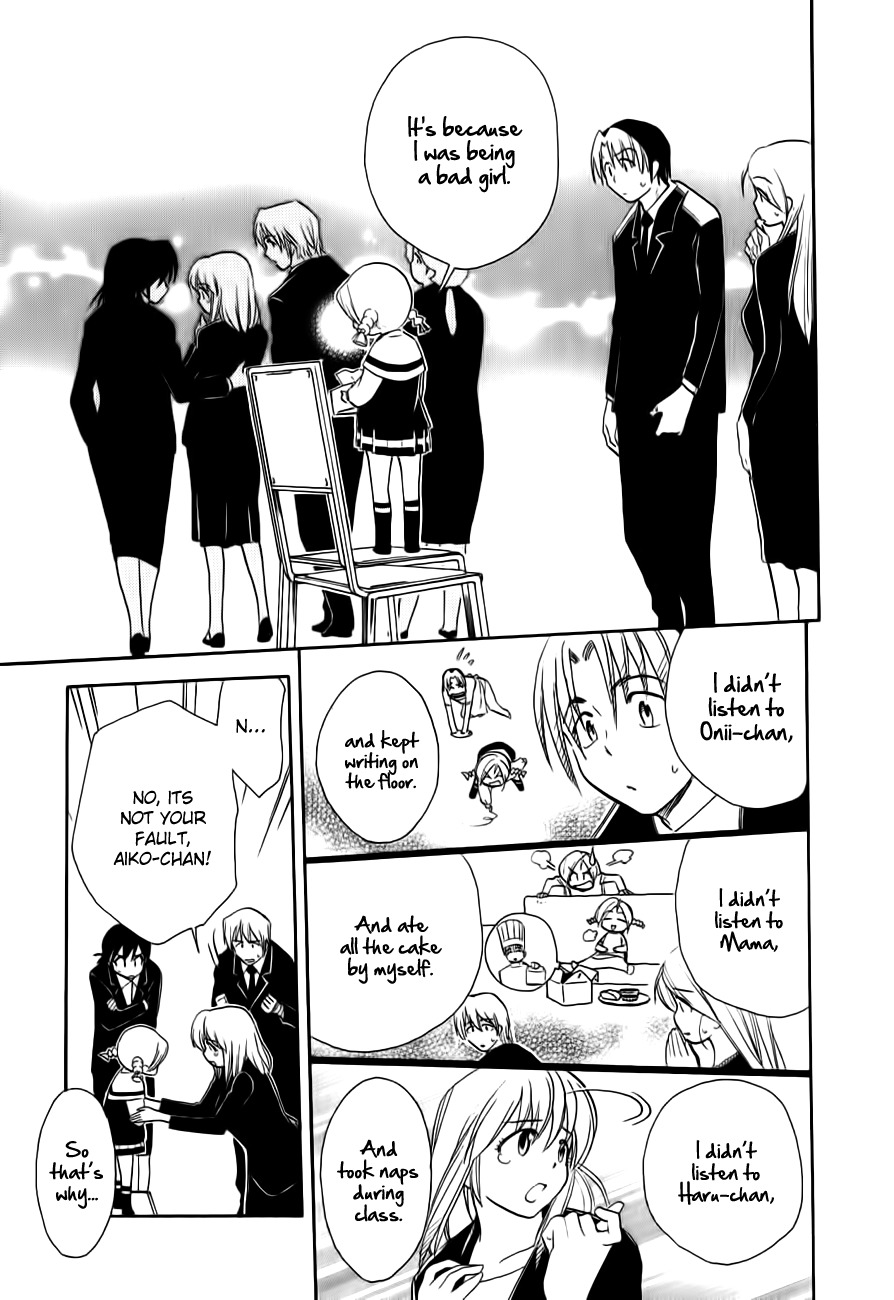 It's because
I was being
a bad girl.
I didn't
listen to
Onii-chan,
and kept
writing on
the floor.
I didn't
listen to
Mama,
And ate
all the cake
by myself.
I didn't
listen to
Haru-chan,
And
took naps
during
class.
N...
NO, ITS
NOT YOUR
FAULT,
AIKO-CHAN!
So
that's
why...